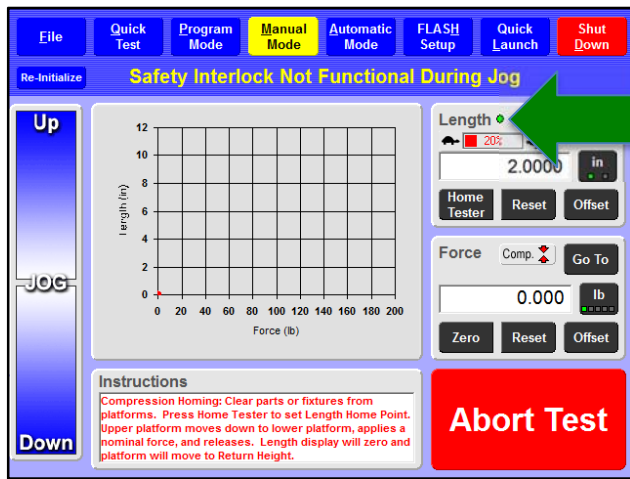 File
Quick Test
Program Mode
Manual Mode
Automatic Mode
FLASH Setup
Quick Launch
Shut Down
Re-Initialize
Safety Interlock Not Functional During Jog
Up
JOG
Down
Length (in)
12
10
8
6
4
2
0
0 20 40 60 80 100 120 140 160 180 200
Force (lb)
Length
20%
2.0000 in
Home Tester
Reset
Offset
Force
Comp.
Go To
0.000 lb
Zero
Reset
Offset
Instructions
Compression Homing: Clear parts or fixtures from
platforms. Press Home Tester to set Length Home Point.
Upper platform moves down to lower platform, applies a
nominal force, and releases. Length display will zero and
platform will move to Return Height.
Abort Test